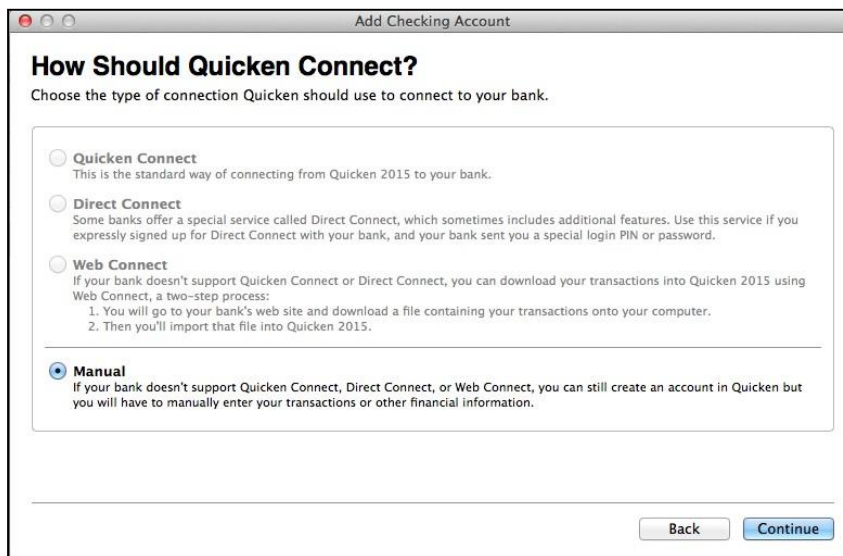 Add Checking Account
How Should Quicken Connect?
Choose the type of connection Quicken should use to connect to your bank.
Quicken Connect
This is the standard way of connecting from Quicken 2015 to your bank.
Direct Connect
Some banks offer a special service called Direct Connect, which sometimes includes additional features. Use this service if you
expressly signed up for Direct Connect with your bank, and your bank sent you a special login PIN or password.
Web Connect
If your bank doesn't support Quicken Connect or Direct Connect, you can download your transactions into Quicken 2015 using
Web Connect, a two-step process:
1. You will go to your bank's web site and download a file containing your transactions onto your computer.
2. Then you'll import that file into Quicken 2015.
Manual
If your bank doesn't support Quicken Connect, Direct Connect, or Web Connect, you can still create an account in Quicken but
you will have to manually enter your transactions or other financial information.
Back Continue